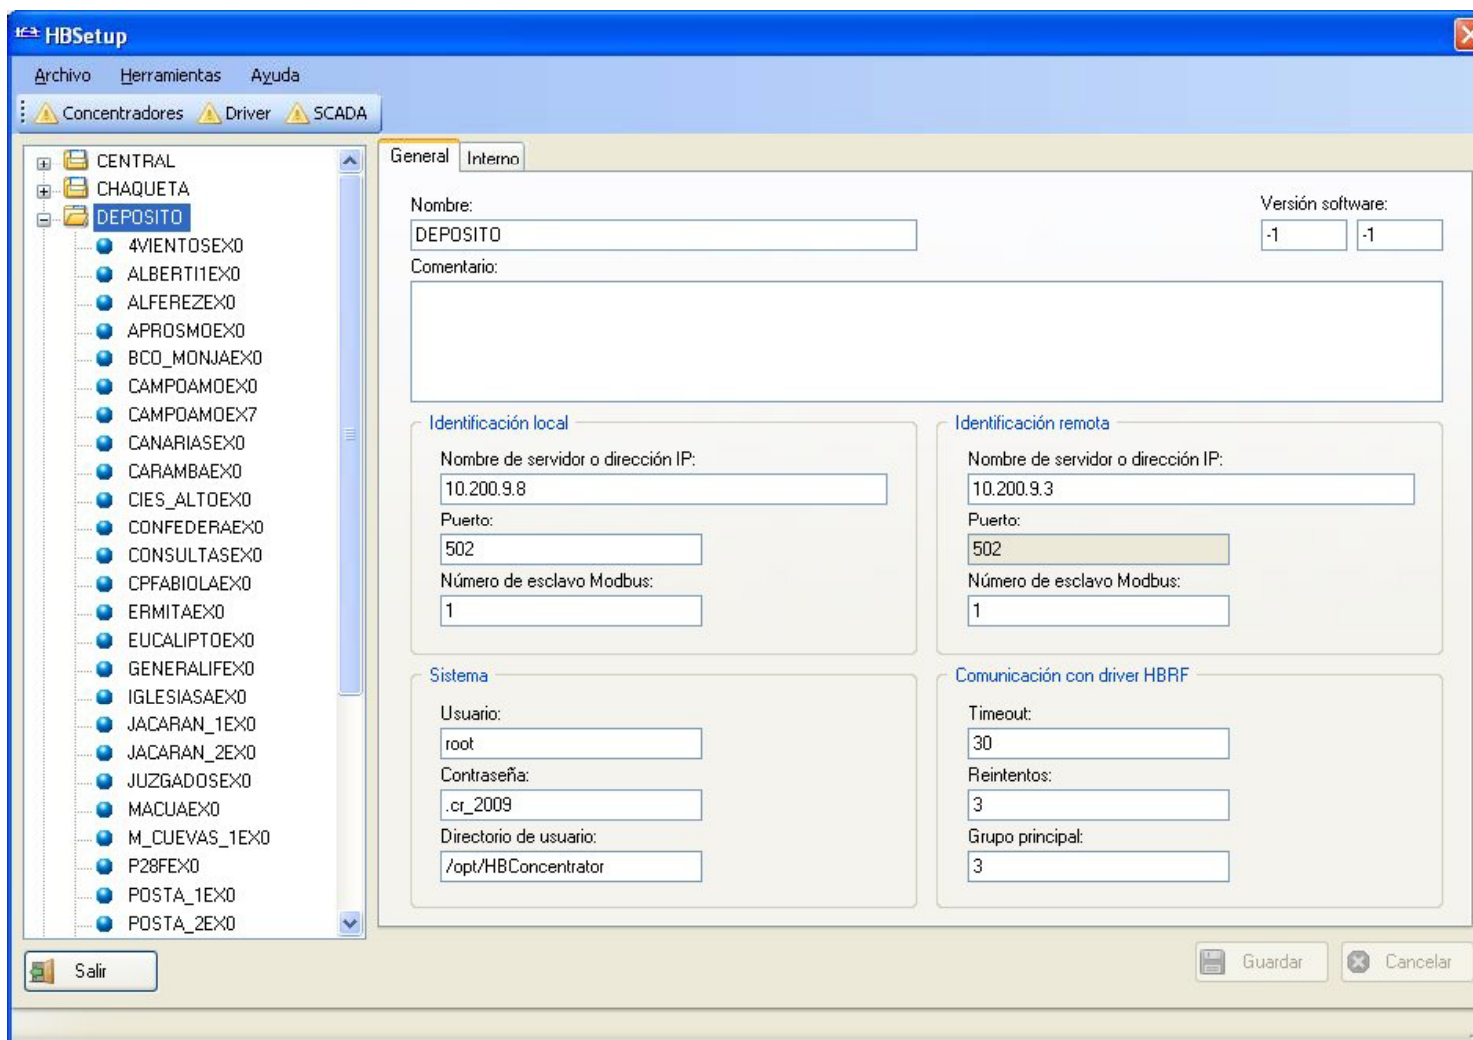 HBSetup
Archivo Herramientas Ayuda
Concentradores Driver SCADA
CENTRAL
CHAQUETA
DEPOSITO
4VIENTOSEX0
ALBERTI1EX0
ALFEREZEX0
APROSMOEX0
BCO_MONJAEX0
CAMPOAMOEX0
CAMPOAMOEX7
CANARIASEX0
CARAMBAEX0
CIES_ALTOEX0
CONFEDERAEX0
CONSULTASEX0
CPFABIOLAEX0
ERMITAEX0
EUCALIPTOEX0
GENERALIFEX0
IGLESIASAEX0
JACARAN_1EX0
JACARAN_2EX0
JUZGADOSEX0
MACUAEX0
M_CUEVAS_1EX0
P28FEX0
POSTA_1EX0
POSTA_2EX0
General Interno
Nombre: Versión software:
DEPOSITO -1 -1
Comentario:
Identificación local
Nombre de servidor o dirección IP:
10.200.9.8
Puerto:
502
Número de esclavo Modbus:
1
Identificación remota
Nombre de servidor o dirección IP:
10.200.9.3
Puerto:
502
Número de esclavo Modbus:
1
Sistema
Usuario:
root
Contraseña:
.cr_2009
Directorio de usuario:
/opt/HBConcentrator
Comunicación con driver HBRF
Timeout:
30
Reintentos:
3
Grupo principal:
3
Salir Guardar Cancelar